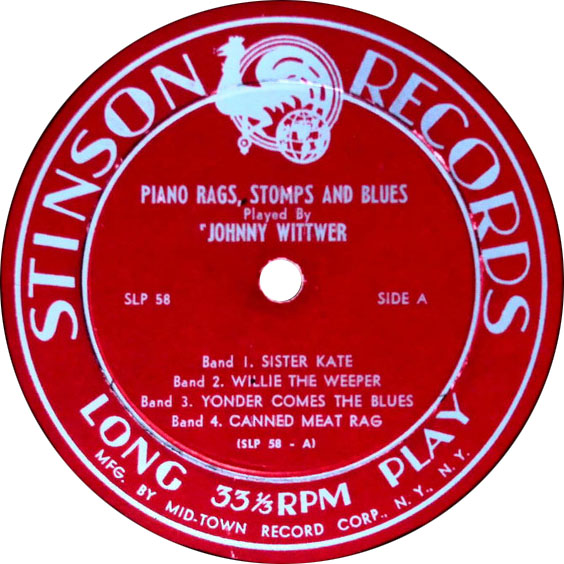 STINSON RECORDS
PIANO RAGS, STOMPS AND BLUES
Played By
JOHNNY WITTWER
SLP 58
SIDE A
Band 1. SISTER KATE
Band 2. WILLIE THE WEEPER
Band 3. YONDER COMES THE BLUES
Band 4. CANNED MEAT RAG
(SLP 58 - A)
LONG 33⅓ RPM PLAY
MFG. BY MID-TOWN RECORD CORP., N. Y., N. Y.